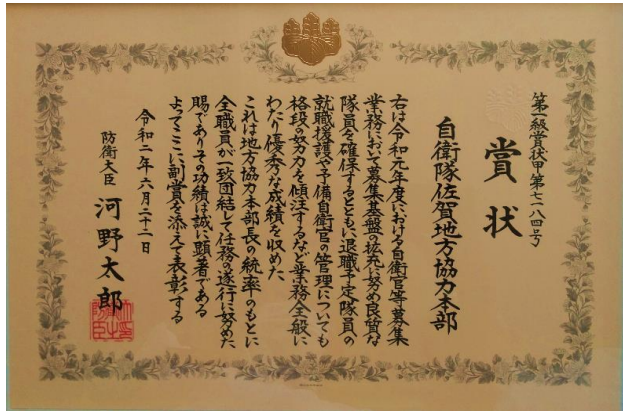 第一級賞状甲第七一八四号
賞状
自衛隊佐賀地方協力本部
右は令和元年度における自衛官等募集
業務において募集基盤の拡充に努め良質な
隊員を確保するとともに退職予定隊員の
就職援護や予備自衛官の管理についても
格段の努力を傾注するなど業務全般に
わたり優秀な成績を収めた
これは地方協力本部長の統率のもとに
全職員が一致団結して任務の遂行に努めた
賜でありその功績は誠に顕著である
よってここに副賞を添えて表彰する
令和二年六月二十二日
防衛大臣 河野太郎